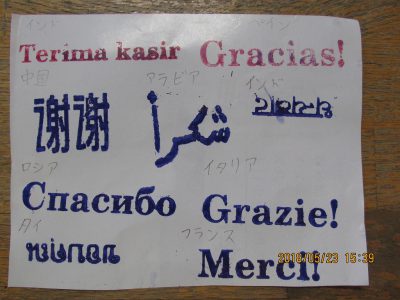 インド
ペイン
Terima kasir
Gracias!
中国
アラビア
インド
谢谢
شكراً
ロシア
イタリア
Спасибо
Grazie!
タイ
フランス
Merci!
2018/05/23 15:39